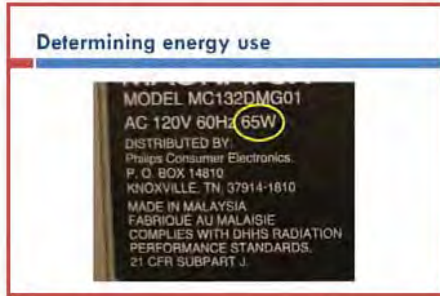 Determining energy use
MODEL MC132DMG01
AC 120V 60Hz 65W
DISTRIBUTED BY:
Philips Consumer Electronics.
P. O. BOX 14810
KNOXVILLE, TN. 37914-1810
MADE IN MALAYSIA
FABRIQUE AU MALAISIE
COMPLIES WITH DHHS RADIATION
PERFORMANCE STANDARDS.
21 CFR SUBPART J.